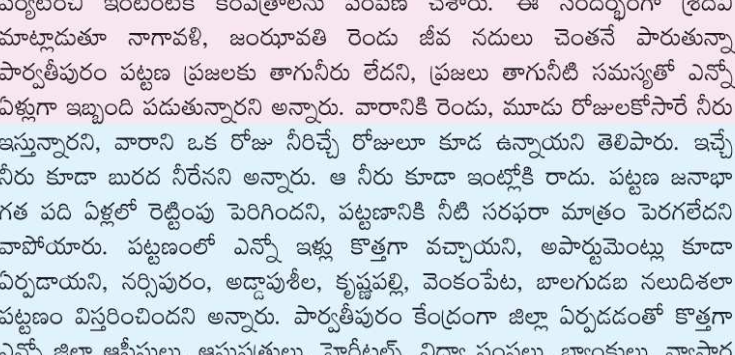 మాట్లాడుతూ నాగావళి, జంఝావతి రెండు జీవ నదులు చెంతనే పారుతున్నా
పార్వతీపురం పట్టణ ప్రజలకు తాగునీరు లేదని, ప్రజలు తాగునీటి సమస్యతో ఎన్నో
ఏళ్లుగా ఇబ్బంది పడుతున్నారని అన్నారు. వారానికి రెండు, మూడు రోజులకోసారే నీరు
ఇస్తున్నారని, వారాని ఒక రోజు నీరిచ్చే రోజులూ కూడ ఉన్నాయని తెలిపారు. ఇచ్చే
నీరు కూడా బురద నీరేనని అన్నారు. ఆ నీరు కూడా ఇంట్లోకి రాదు. పట్టణ జనాభా
గత పది ఏళ్లలో రెట్టింపు పెరిగిందని, పట్టణానికి నీటి సరఫరా మాత్రం పెరగలేదని
వాపోయారు. పట్టణంలో ఎన్నో ఇళ్లు కొత్తగా వచ్చాయని, అపార్టుమెంట్లు కూడా
ఏర్పడాయని, నర్సిపురం, అడ్డాపుశీల, కృష్ణపల్లి, వెంకంపేట, బాలగుడబ నలుదిశలా
పట్టణం విస్తరించిందని అన్నారు. పార్వతీపురం కేంద్రంగా జిల్లా ఏర్పడడంతో కొత్తగా